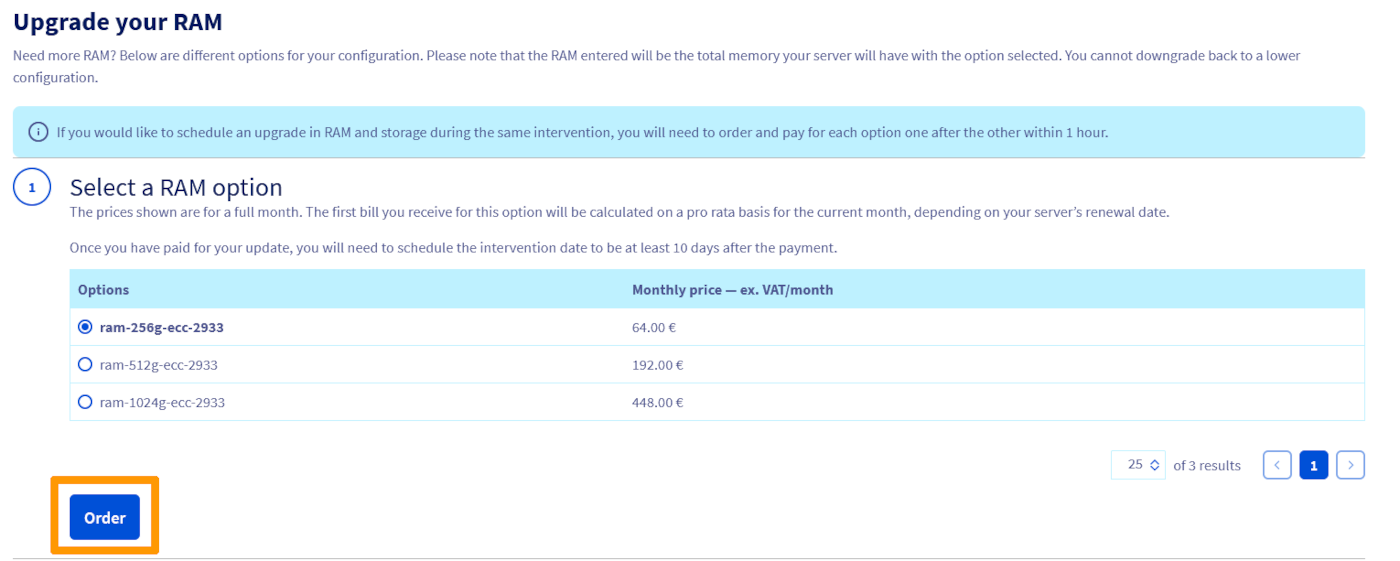 Upgrade your RAM
Need more RAM? Below are different options for your configuration. Please note that the RAM entered will be the total memory your server will have with the option selected. You cannot downgrade back to a lower
configuration.
If you would like to schedule an upgrade in RAM and storage during the same intervention, you will need to order and pay for each option one after the other within 1 hour.
1 Select a RAM option
The prices shown are for a full month. The first bill you receive for this option will be calculated on a pro rata basis for the current month, depending on your server’s renewal date.
Once you have paid for your update, you will need to schedule the intervention date to be at least 10 days after the payment.
Options Monthly price — ex. VAT/month
ram-256g-ecc-2933 64.00 €
ram-512g-ecc-2933 192.00 €
ram-1024g-ecc-2933 448.00 €
25 of 3 results 1
Order